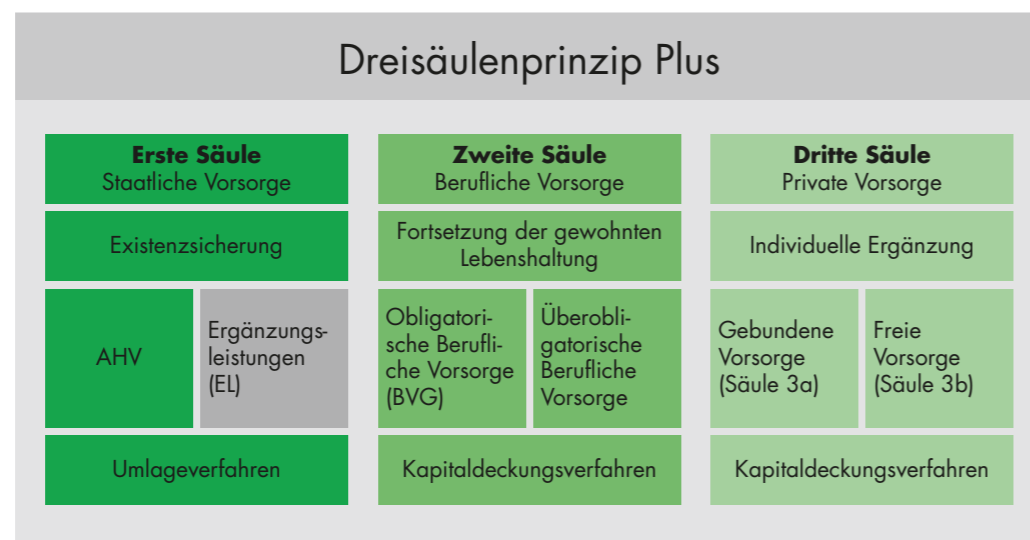 Dreisäulenprinzip Plus
Erste Säule
Staatliche Vorsorge
Existenzsicherung
AHV
Ergänzungs-
leistungen
(EL)
Umlageverfahren
Zweite Säule
Berufliche Vorsorge
Fortsetzung der gewohnten
Lebenshaltung
Obligatori-
sche Berufli-
che Vorsorge
(BVG)
Überobli-
gatorische
Berufliche
Vorsorge
Kapitaldeckungsverfahren
Dritte Säule
Private Vorsorge
Individuelle Ergänzung
Gebundene
Vorsorge
(Säule 3a)
Freie
Vorsorge
(Säule 3b)
Kapitaldeckungsverfahren